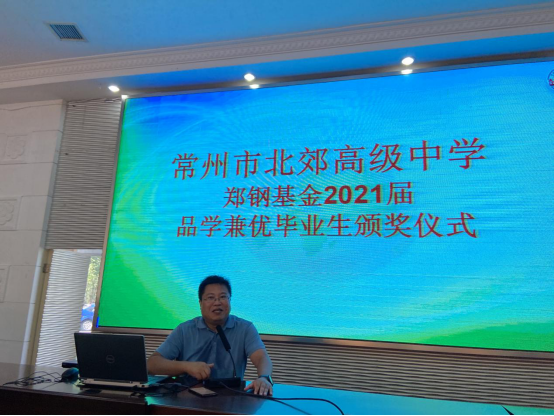 常州市北郊高级中学
郑钢基金2021届
品学兼优毕业生颁奖仪式